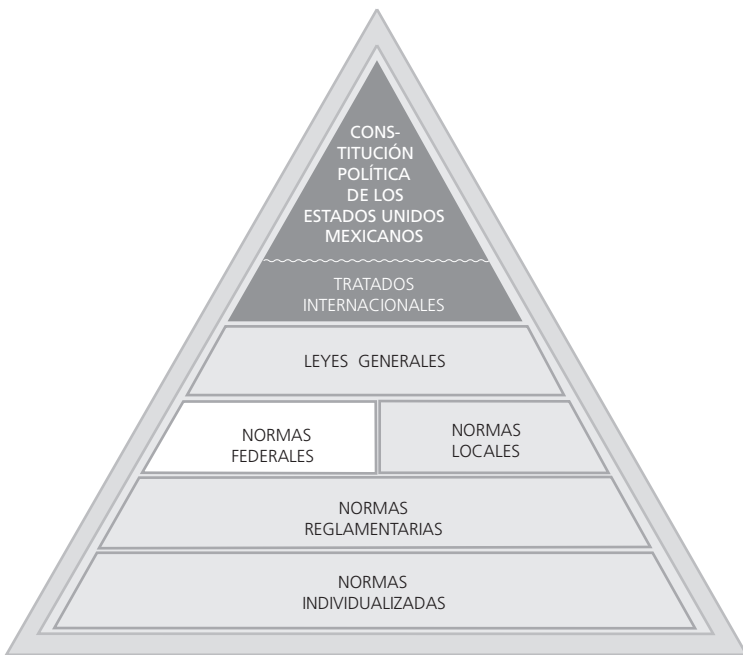 CONS-
TITUCIÓN
POLÍTICA
DE LOS
ESTADOS UNIDOS
MEXICANOS
TRATADOS
INTERNACIONALES
LEYES GENERALES
NORMAS
FEDERALES
NORMAS
LOCALES
NORMAS
REGLAMENTARIAS
NORMAS
INDIVIDUALIZADAS